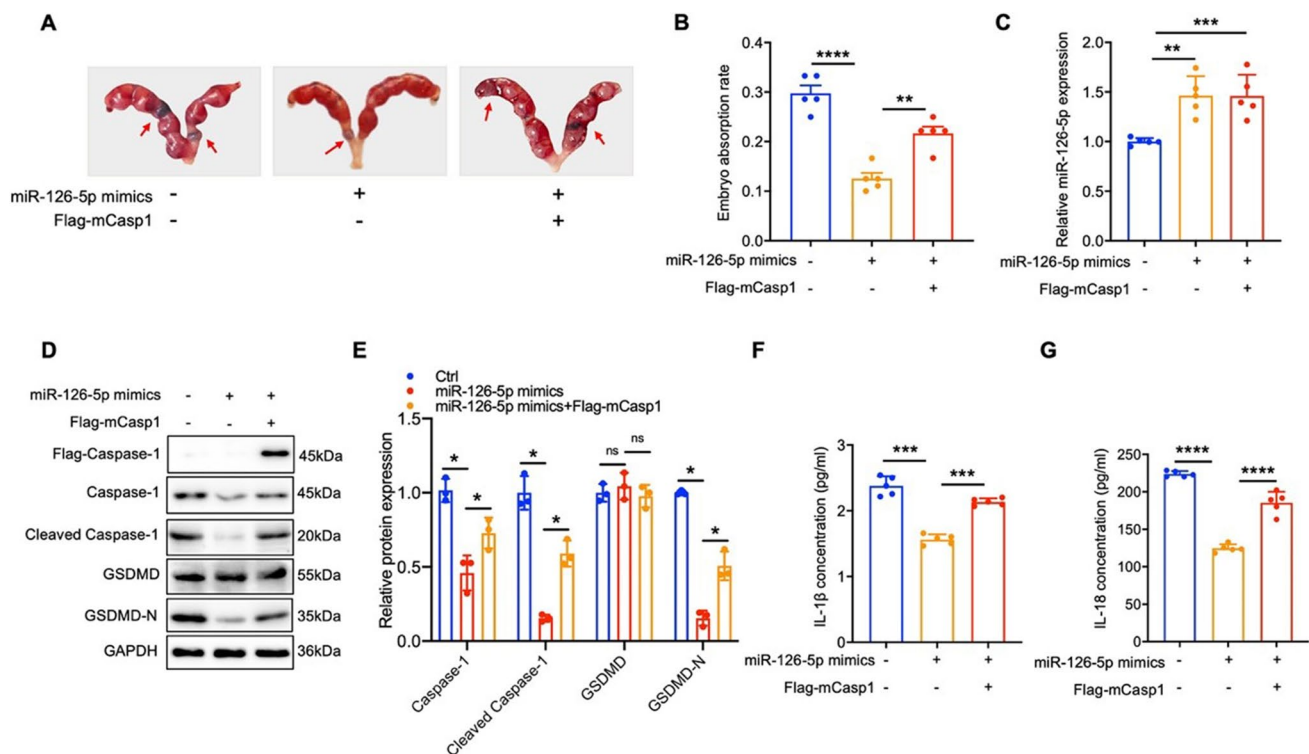 A
miR-126-5p mimics - + +
Flag-mCasp1 - - +
B
Embryo absorption rate
0.4
0.3
0.2
0.1
0.0
****
**
miR-126-5p mimics - + +
Flag-mCasp1 - - +
C
Relative miR-126-5p expression
2.0
1.5
1.0
0.5
0.0
***
**
miR-126-5p mimics - + +
Flag-mCasp1 - - +
D
miR-126-5p mimics - + +
Flag-mCasp1 - - +
Flag-Caspase-1 45kDa
Caspase-1 45kDa
Cleaved Caspase-1 20kDa
GSDMD 55kDa
GSDMD-N 35kDa
GAPDH 36kDa
E
Ctrl
miR-126-5p mimics
miR-126-5p mimics+Flag-mCasp1
Relative protein expression
1.5
1.0
0.5
0.0
* * * * ns ns * *
Caspase-1
Cleaved Caspase-1
GSDMD
GSDMD-N
F
IL-1β concentration (pg/ml)
3
2
1
0
*** ***
miR-126-5p mimics - + +
Flag-mCasp1 - - +
G
IL-18 concentration (pg/ml)
250
200
150
100
50
0
**** ****
miR-126-5p mimics - + +
Flag-mCasp1 - - +